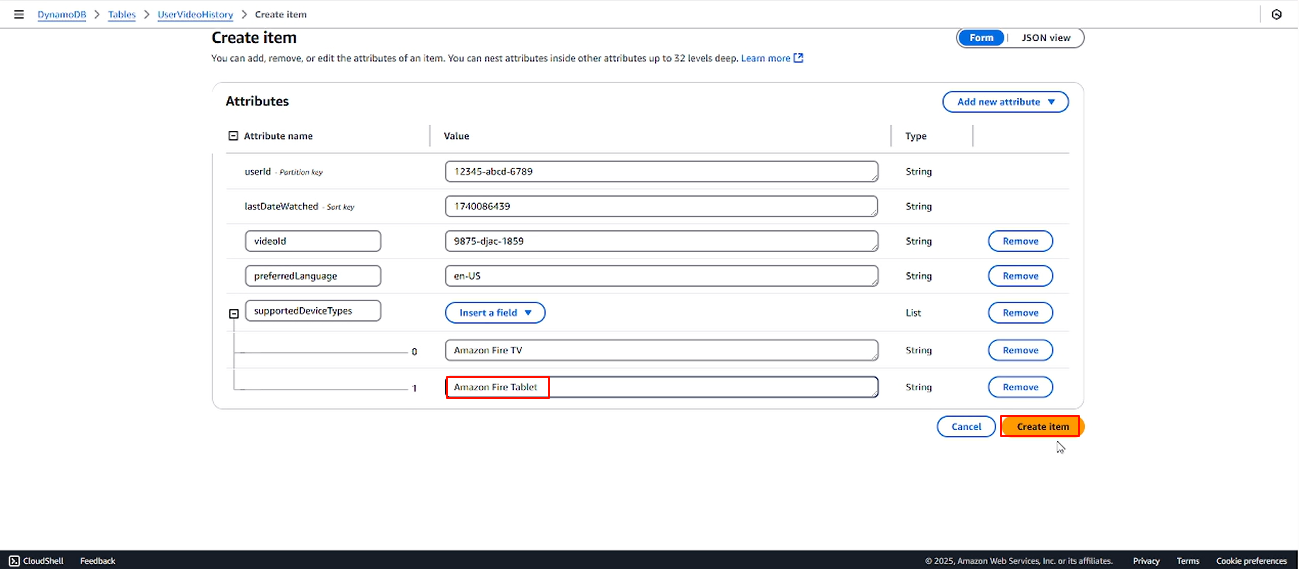 DynamoDB > Tables > UserVideoHistory > Create item
Create item
Form | JSON view
You can add, remove, or edit the attributes of an item. You can nest attributes inside other attributes up to 32 levels deep. Learn more
Attributes
Add new attribute
Attribute name Value Type
userId - Partition key 12345-abcd-6789 String
lastDateWatched - Sort key 1740086439 String
videoId 9875-djac-1859 String Remove
preferredLanguage en-US String Remove
supportedDeviceTypes Insert a field List Remove
0 Amazon Fire TV String Remove
1 Amazon Fire Tablet String Remove
Cancel Create item
CloudShell Feedback © 2025, Amazon Web Services, Inc. or its affiliates. Privacy Terms Cookie preferences